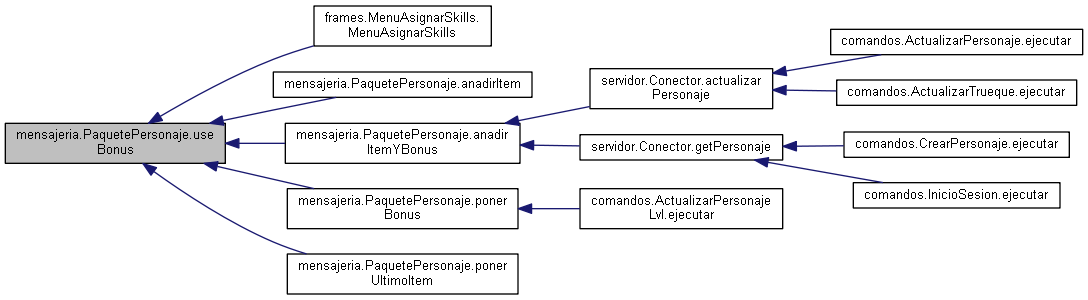 frames.MenuAsignarSkills.
MenuAsignarSkills
mensajeria.PaquetePersonaje.anadirItem
mensajeria.PaquetePersonaje.use
Bonus
mensajeria.PaquetePersonaje.anadir
ItemYBonus
mensajeria.PaquetePersonaje.poner
Bonus
mensajeria.PaquetePersonaje.poner
UltimoItem
servidor.Conector.actualizar
Personaje
servidor.Conector.getPersonaje
comandos.ActualizarPersonaje
Lvl.ejecutar
comandos.ActualizarPersonaje.ejecutar
comandos.ActualizarTrueque.ejecutar
comandos.CrearPersonaje.ejecutar
comandos.InicioSesion.ejecutar